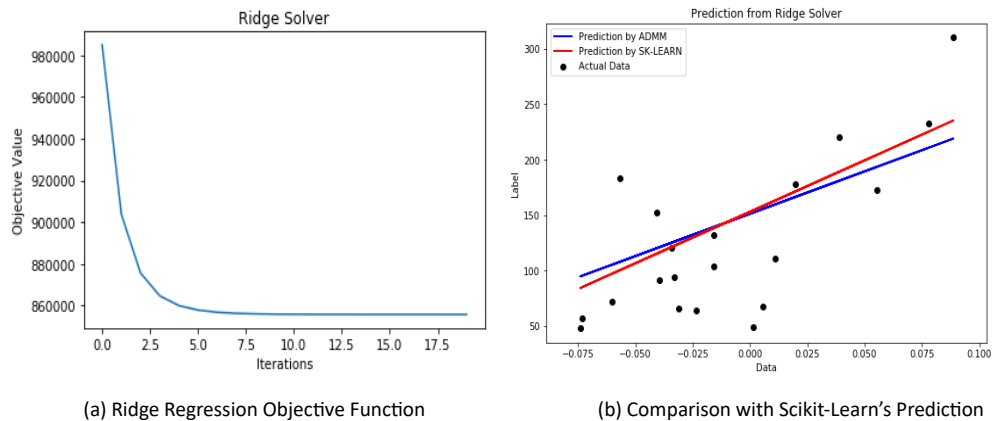 Ridge Solver
980000
960000
940000
920000
900000
880000
860000
Objective Value
0.0 2.5 5.0 7.5 10.0 12.5 15.0 17.5
Iterations
(a) Ridge Regression Objective Function
Prediction from Ridge Solver
Prediction by ADMM
Prediction by SK-LEARN
Actual Data
300
250
200
150
100
50
Label
−0.075 −0.050 −0.025 0.000 0.025 0.050 0.075 0.100
Data
(b) Comparison with Scikit-Learn’s Prediction